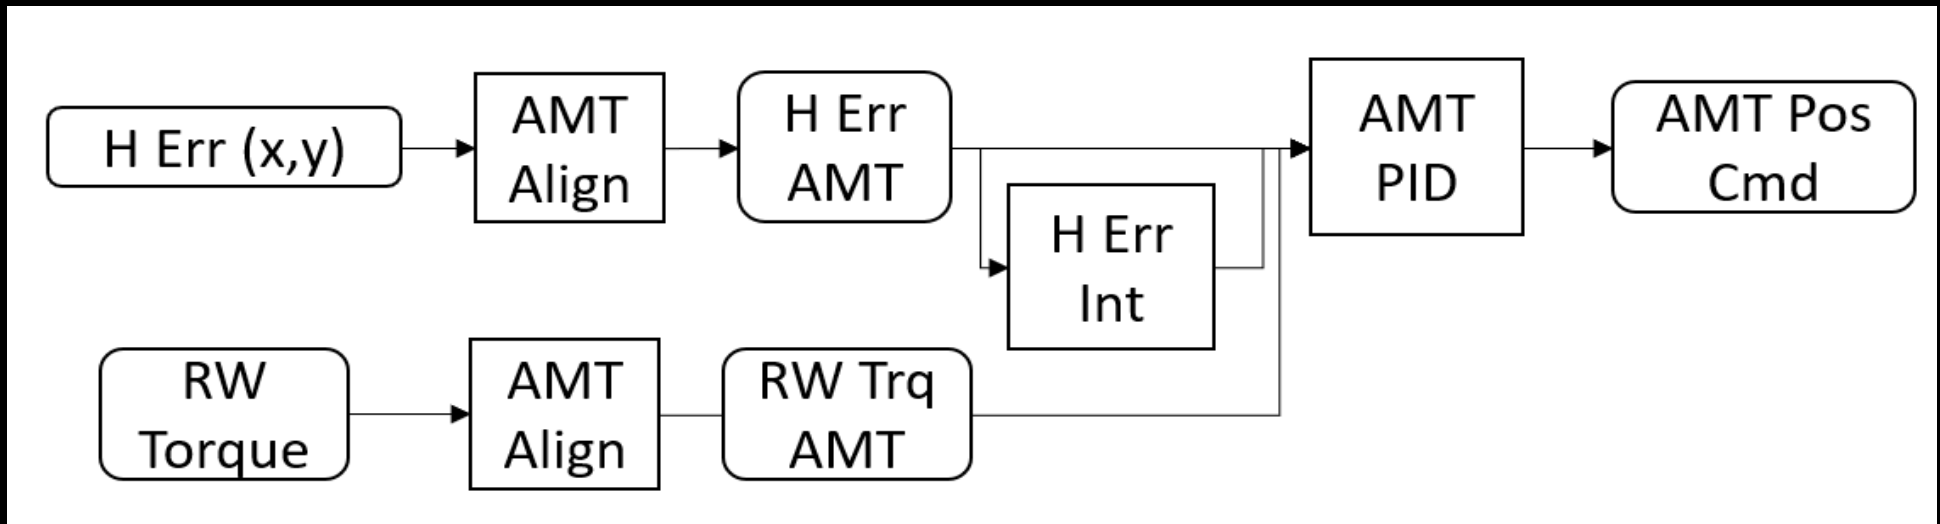 H Err (x,y)
AMT
Align
H Err
AMT
H Err
Int
AMT
PID
AMT Pos
Cmd
RW
Torque
AMT
Align
RW Trq
AMT